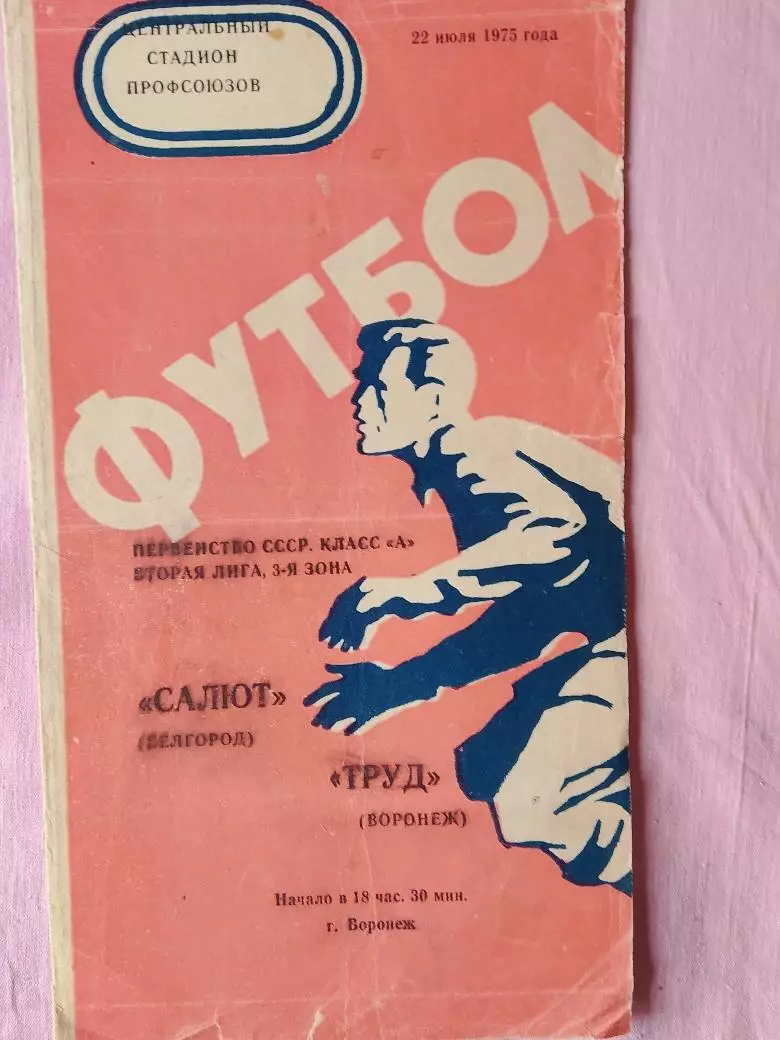 ЦЕНТРАЛЬНЫЙ
СТАДИОН
ПРОФСОЮЗОВ
22 июля 1975 года
ФУТБОЛ
ПЕРВЕНСТВО СССР. КЛАСС «А»
ВТОРАЯ ЛИГА, 3-Я ЗОНА
«САЛЮТ»
(БЕЛГОРОД)
«ТРУД»
(ВОРОНЕЖ)
Начало в 18 час. 30 мин.
г. Воронеж